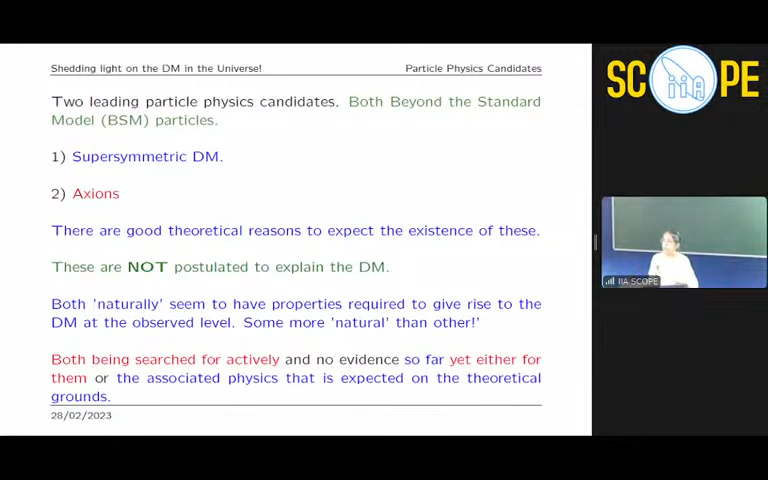 Shedding light on the DM in the Universe!
Particle Physics Candidates
Two leading particle physics candidates. Both Beyond the Standard
Model (BSM) particles.
1) Supersymmetric DM.
2) Axions
There are good theoretical reasons to expect the existence of these.
These are NOT postulated to explain the DM.
Both 'naturally' seem to have properties required to give rise to the
DM at the observed level. Some more 'natural' than other!'
Both being searched for actively and no evidence so far yet either for
them or the associated physics that is expected on the theoretical
grounds.
28/02/2023
SC iiA PE
IIA SCOPE